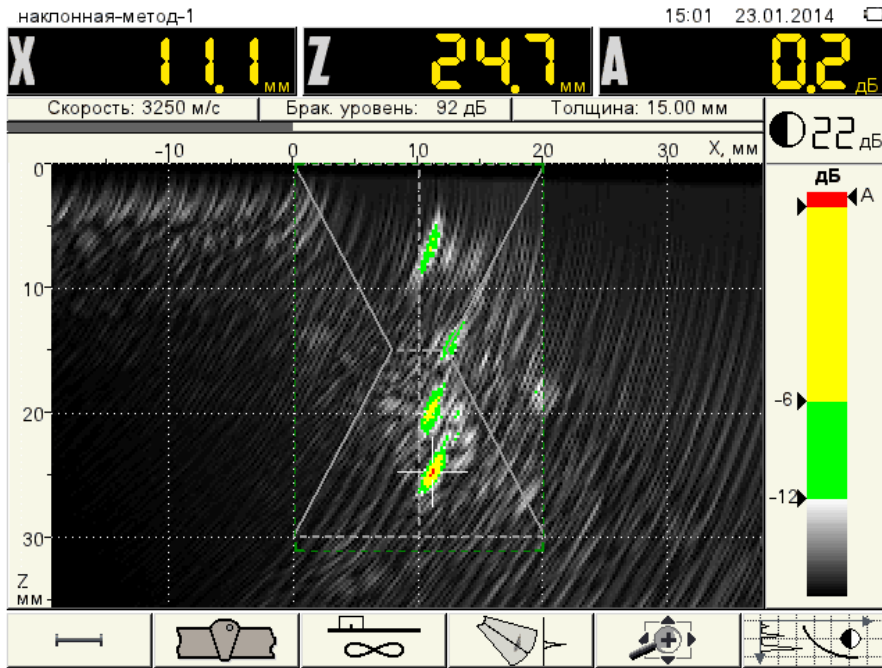 наклонная-метод-1 15:01 23.01.2014
X 11.1 мм Z 24.7 мм A 0.2 дБ
Скорость: 3250 м/с Брак. уровень: 92 дБ Толщина: 15.00 мм
22 дБ
-10 0 10 20 30 X, мм
дБ
0
A
10
-6
20
-12
30
Z
мм